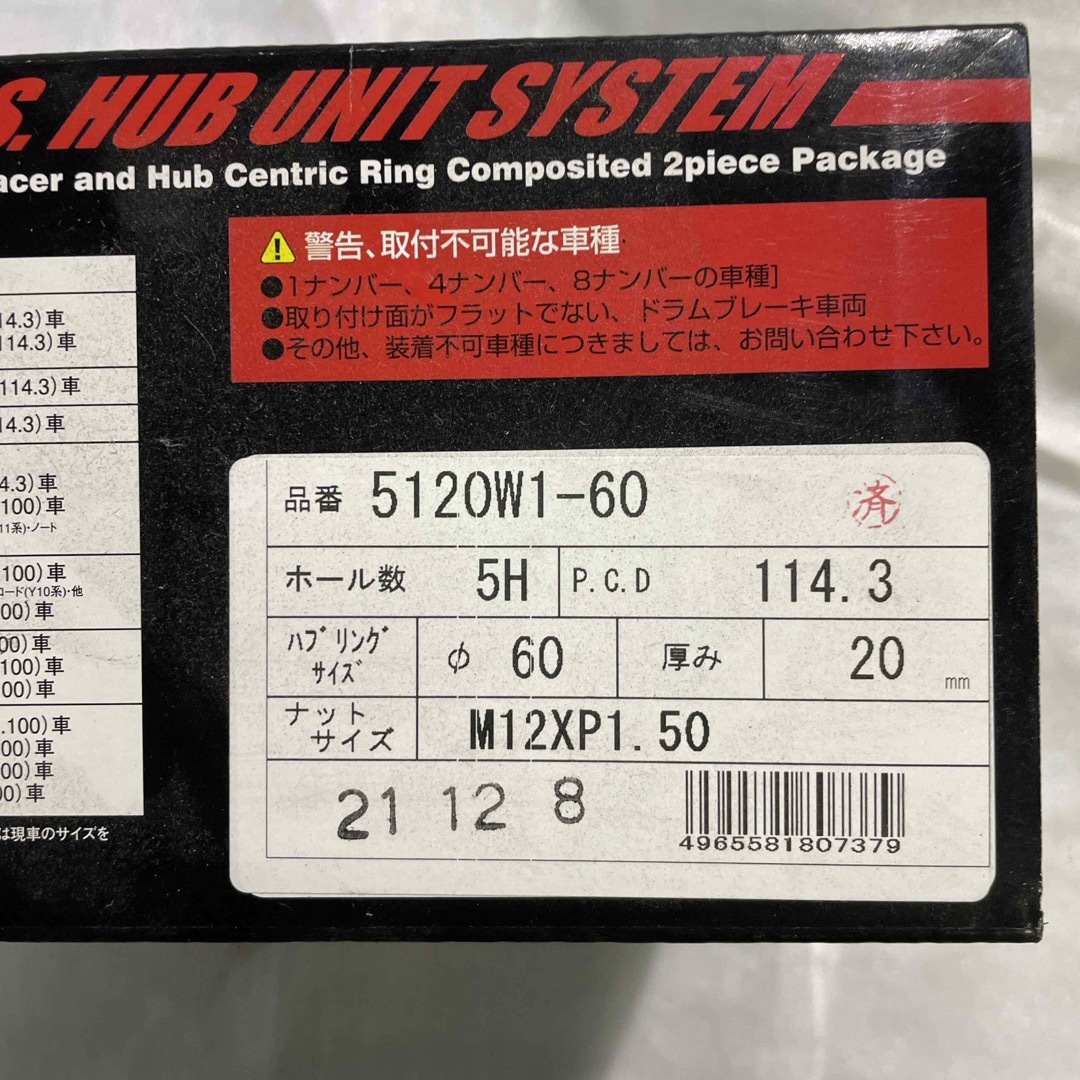 S. HUB UNIT SYSTEM
acer and Hub Centric Ring Composited 2piece Package
警告、取付不可能な車種
●1ナンバー、4ナンバー、8ナンバーの車種]
●取り付け面がフラットでない、ドラムブレーキ車両
●その他、装着不可車種につきましては、お問い合わせ下さい。
14.3)車
114.3)車
114.3)車
14.3)車
4.3)車
100)車
11系)・ノート
100)車
コード(Y10系)・他
00)車
00)車
100)車
00)車
.100)車
00)車
00)車
00)車
は現車のサイズを
品番 5120W1-60
済
ホール数 5H P.C.D 114.3
ハブリング
サイズ
φ 60 厚み 20 mm
ナット
サイズ
M12XP1.50
21 12 8
4965581807379